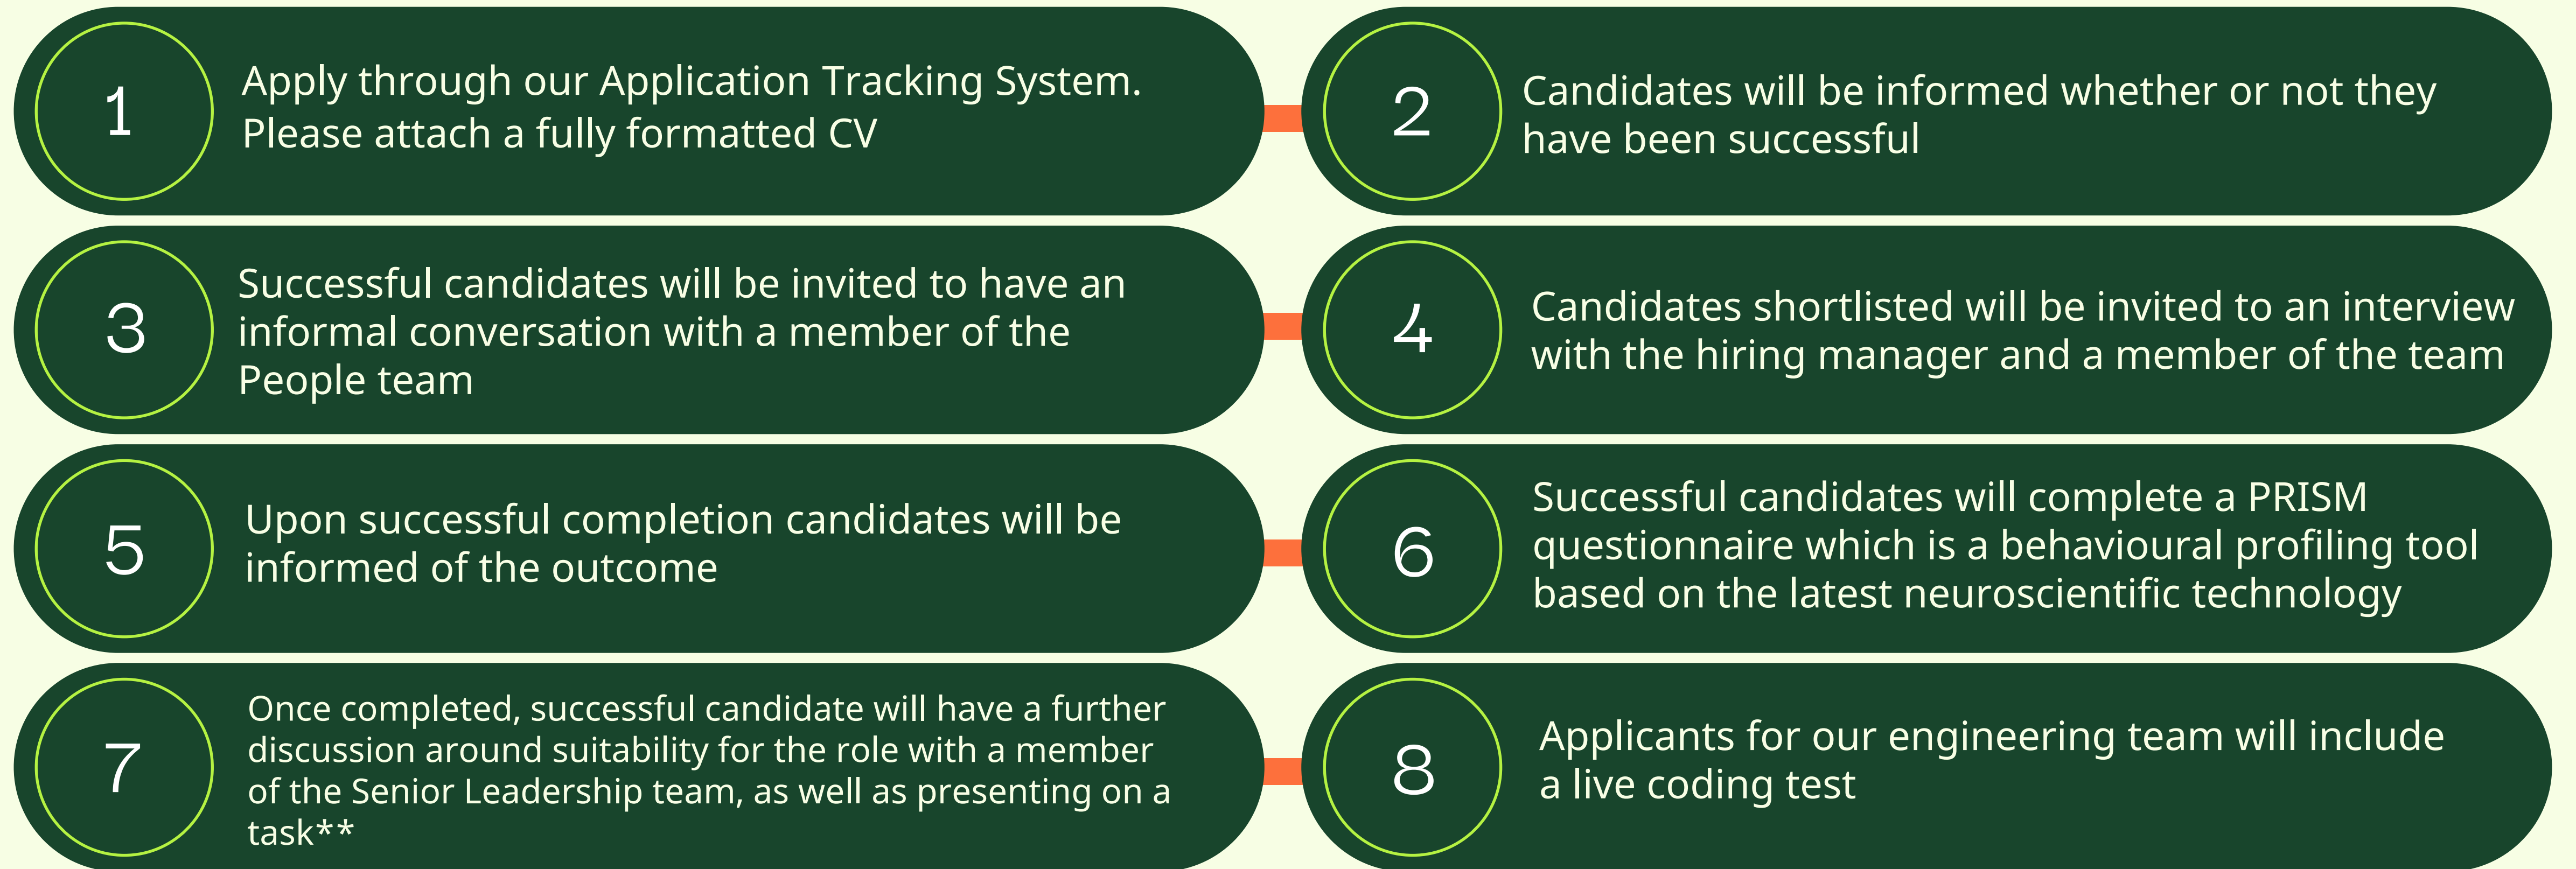 1
Apply through our Application Tracking System.
Please attach a fully formatted CV
2
Candidates will be informed whether or not they
have been successful
3
Successful candidates will be invited to have an
informal conversation with a member of the
People team
4
Candidates shortlisted will be invited to an interview
with the hiring manager and a member of the team
5
Upon successful completion candidates will be
informed of the outcome
6
Successful candidates will complete a PRISM
questionnaire which is a behavioural profiling tool
based on the latest neuroscientific technology
7
Once completed, successful candidate will have a further
discussion around suitability for the role with a member
of the Senior Leadership team, as well as presenting on a
task**
8
Applicants for our engineering team will include
a live coding test